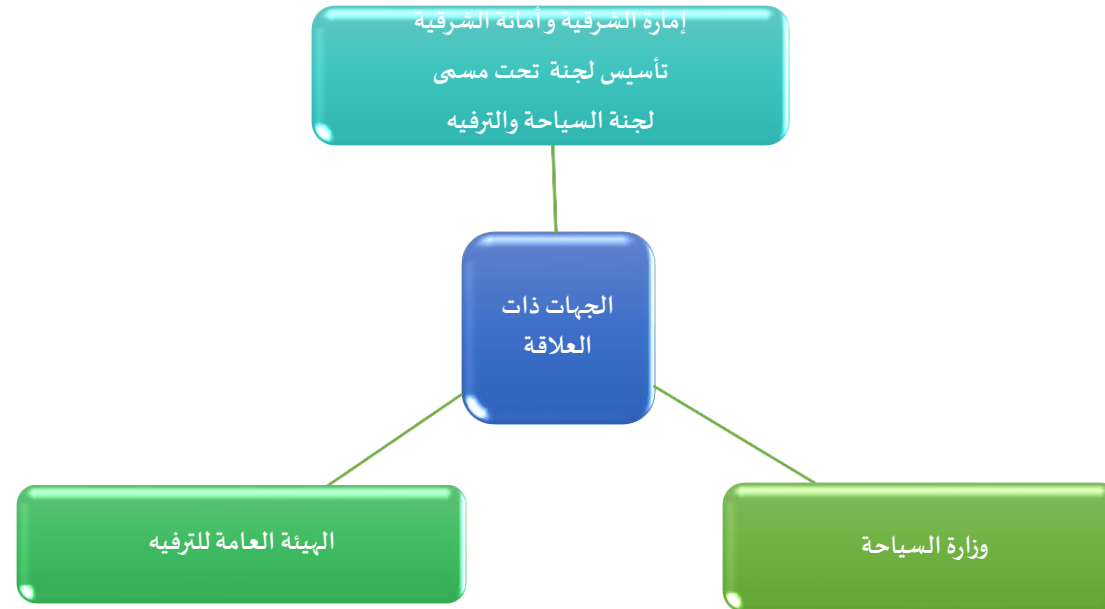 إمارة الشرقية و أمانة الشرقية
تأسيس لجنة تحت مسمى
لجنة السياحة والترفيه
الجهات ذات
العلاقة
وزارة السياحة
الهيئة العامة للترفيه